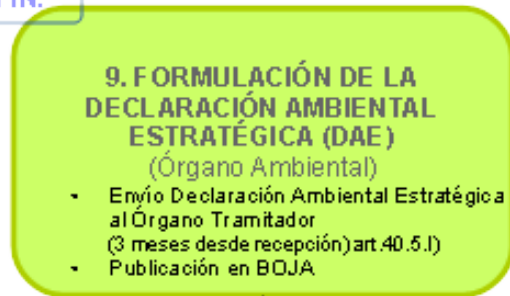 IN.
9. FORMULACIÓN DE LA
DECLARACIÓN AMBIENTAL
ESTRATÉGICA (DAE)
(Órgano Ambiental)
• Envío Declaración Ambiental Estratégica
al Órgano Tramitador
(3 meses desde recepción)art.40.5.l)
• Publicación en BOJA